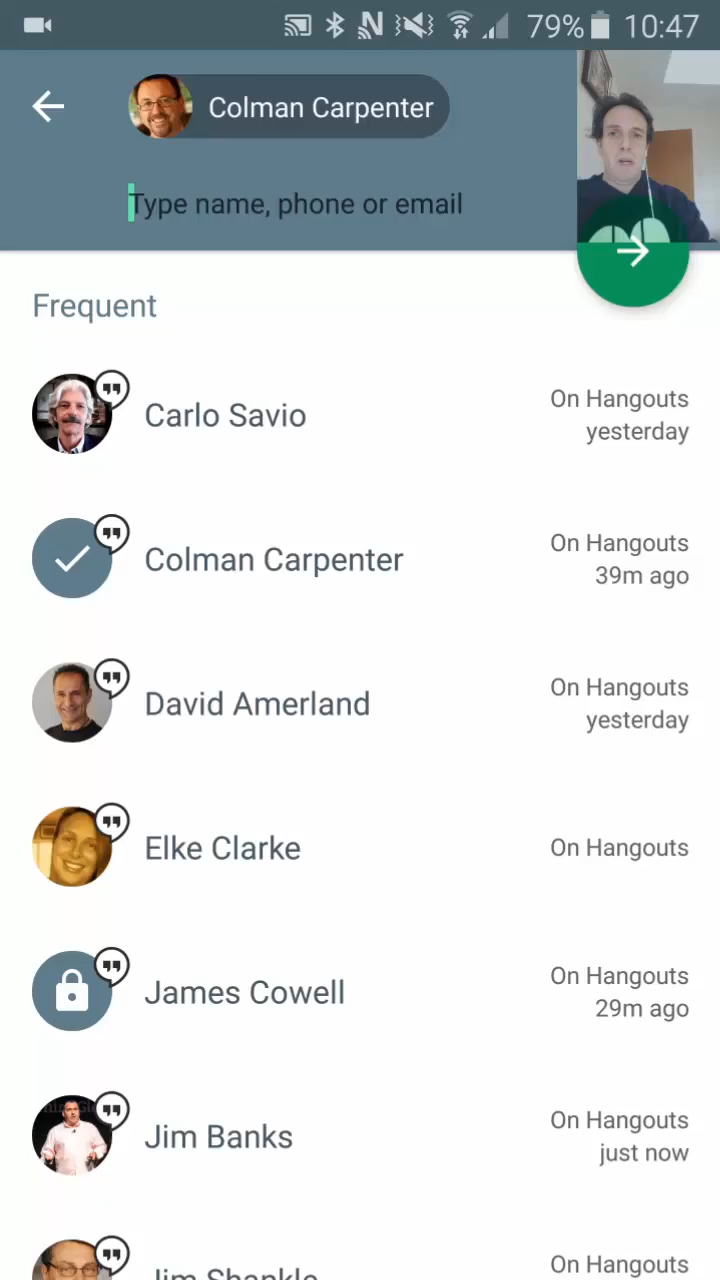 79% 10:47
Colman Carpenter
Type name, phone or email
Frequent
Carlo Savio
On Hangouts
yesterday
Colman Carpenter
On Hangouts
39m ago
David Amerland
On Hangouts
yesterday
Elke Clarke
On Hangouts
James Cowell
On Hangouts
29m ago
Jim Banks
On Hangouts
just now
Jim Shankle
On Hangouts